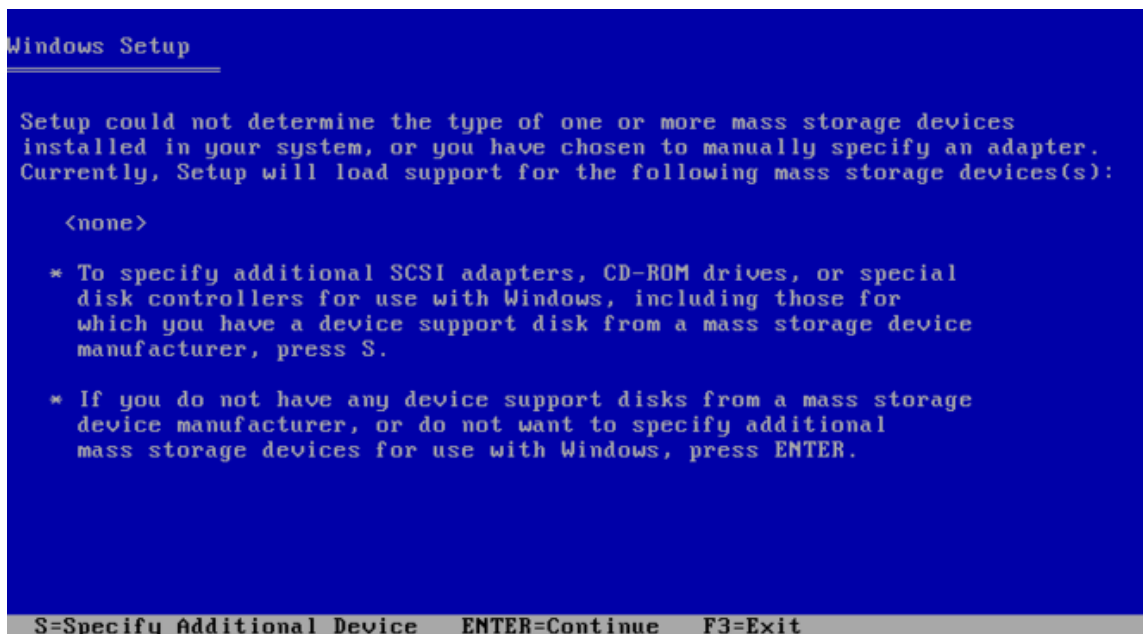 Windows Setup
Setup could not determine the type of one or more mass storage devices
installed in your system, or you have chosen to manually specify an adapter.
Currently, Setup will load support for the following mass storage devices(s):
<none>
* To specify additional SCSI adapters, CD-ROM drives, or special
disk controllers for use with Windows, including those for
which you have a device support disk from a mass storage device
manufacturer, press S.
* If you do not have any device support disks from a mass storage
device manufacturer, or do not want to specify additional
mass storage devices for use with Windows, press ENTER.
S=Specify Additional Device ENTER=Continue F3=Exit